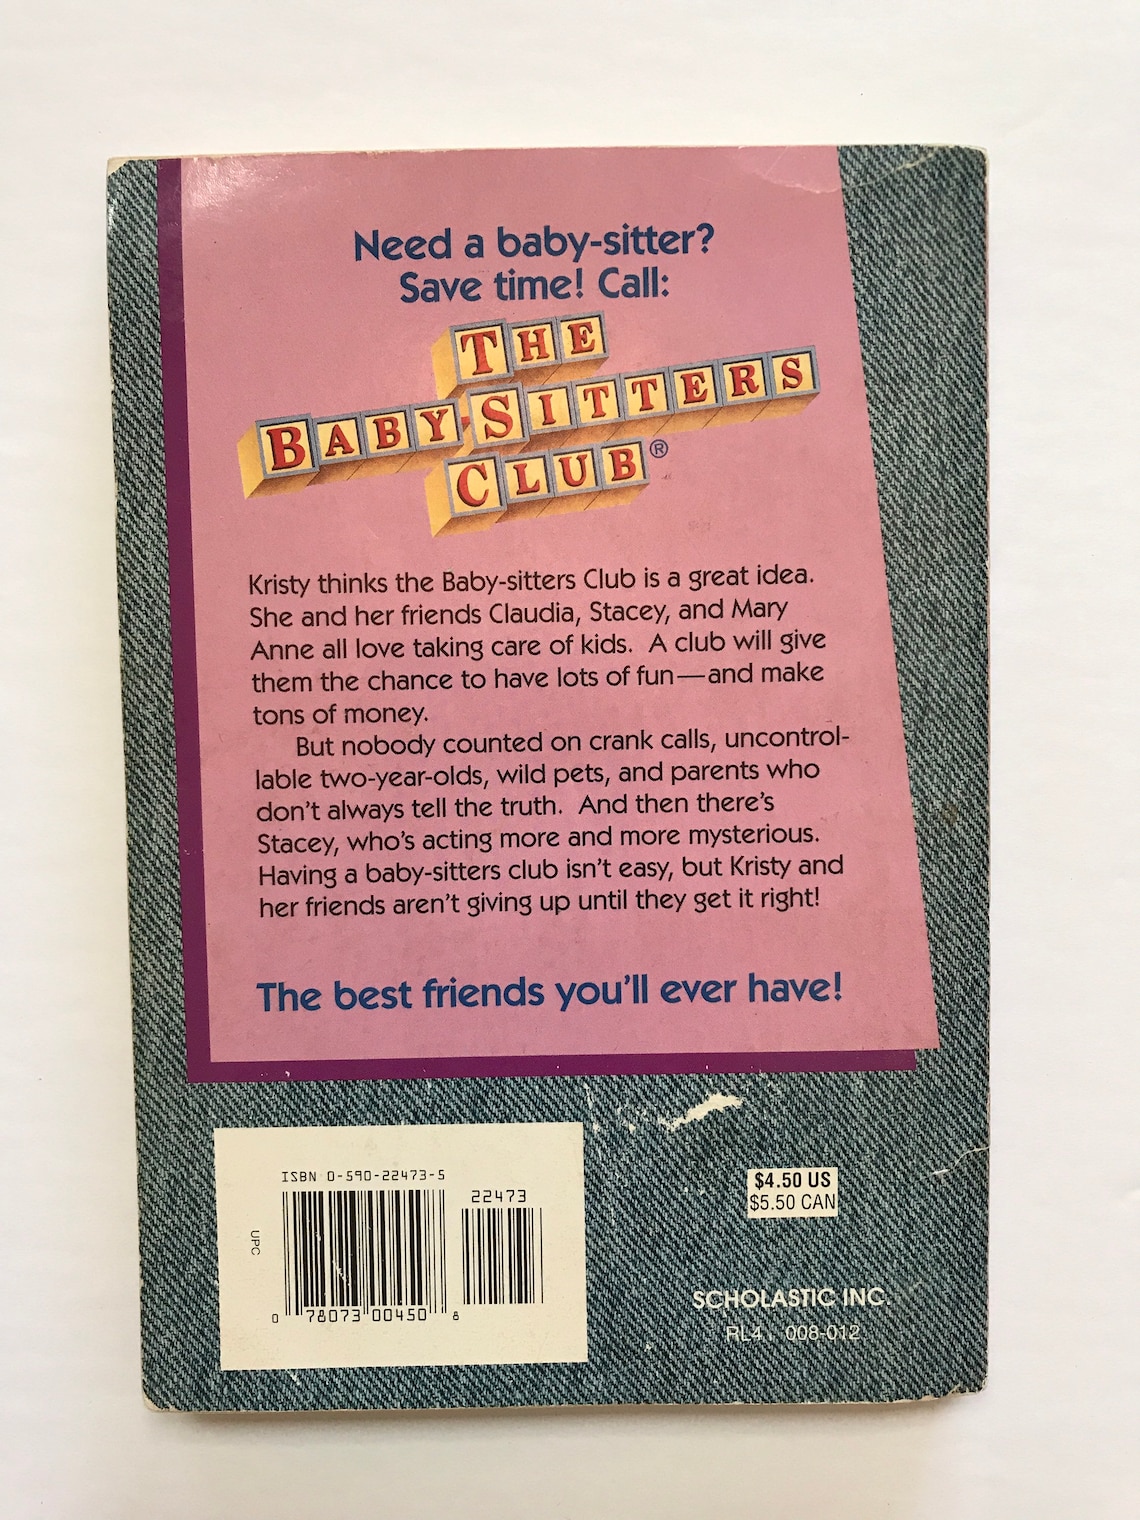 Need a baby-sitter?
Save time! Call:
THE
BABY-SITTERS
CLUB®
Kristy thinks the Baby-sitters Club is a great idea.
She and her friends Claudia, Stacey, and Mary
Anne all love taking care of kids. A club will give
them the chance to have lots of fun—and make
tons of money.
But nobody counted on crank calls, uncontrol-
lable two-year-olds, wild pets, and parents who
don't always tell the truth. And then there's
Stacey, who's acting more and more mysterious.
Having a baby-sitters club isn't easy, but Kristy and
her friends aren't giving up until they get it right!
The best friends you'll ever have!
ISBN 0-590-22473-5
22473
UPC
0 78073 00450 8
$4.50 US
$5.50 CAN
SCHOLASTIC INC.
RL4 008-012